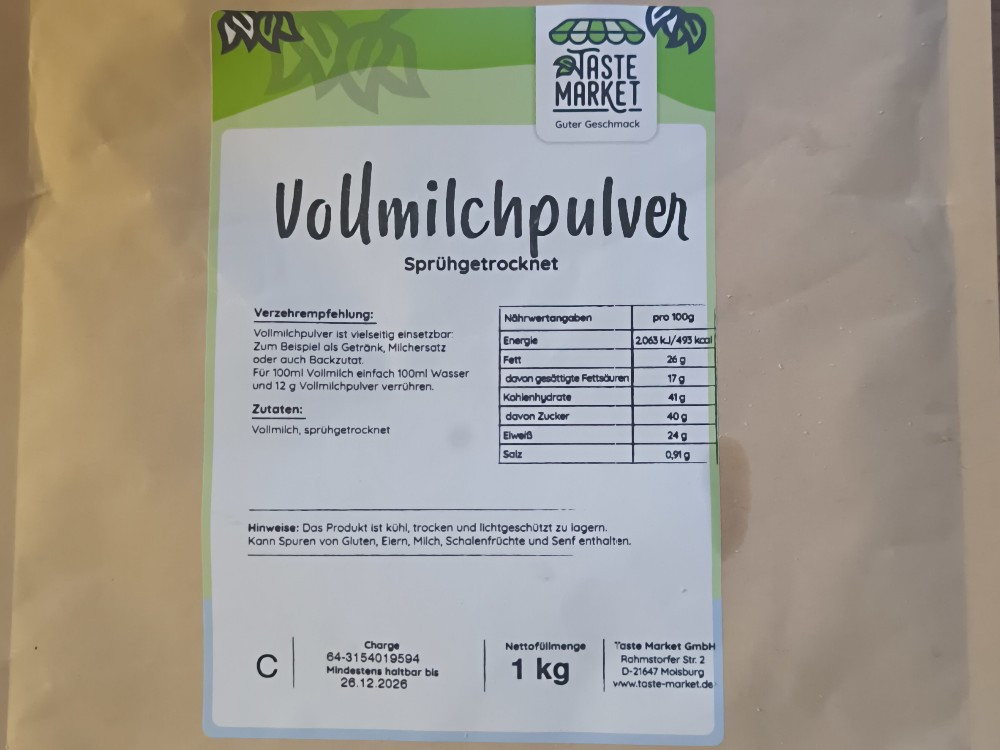 TASTE
MARKET
Guter Geschmack
Vollmilchpulver
Sprühgetrocknet
Verzehrempfehlung:
Vollmilchpulver ist vielseitig einsetzbar:
Zum Beispiel als Getränk, Milchersatz
oder auch Backzutat.
Für 100ml Vollmilch einfach 100ml Wasser
und 12 g Vollmilchpulver verrühren.
Zutaten:
Vollmilch, sprühgetrocknet
Nährwertangaben pro 100g
Energie 2.063 kJ/493 kcal
Fett 26 g
davon gesättigte Fettsäuren 17 g
Kohlenhydrate 41 g
davon Zucker 40 g
Eiweiß 24 g
Salz 0,91 g
Hinweise: Das Produkt ist kühl, trocken und lichtgeschützt zu lagern.
Kann Spuren von Gluten, Eiern, Milch, Schalenfrüchte und Senf enthalten.
C
Charge
64-3154019594
Mindestens haltbar bis
26.12.2026
Nettofüllmenge
1 kg
Taste Market GmbH
Rahmstorfer Str. 2
D-21647 Moisburg
www.taste-market.de